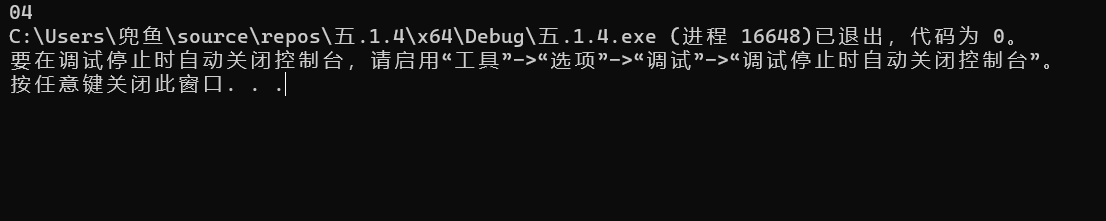 04
C:\Users\兜鱼\source\repos\五.1.4\x64\Debug\五.1.4.exe (进程 16648)已退出，代码为 0。
要在调试停止时自动关闭控制台，请启用“工具”->“选项”->“调试”->“调试停止时自动关闭控制台”。
按任意键关闭此窗口. . .